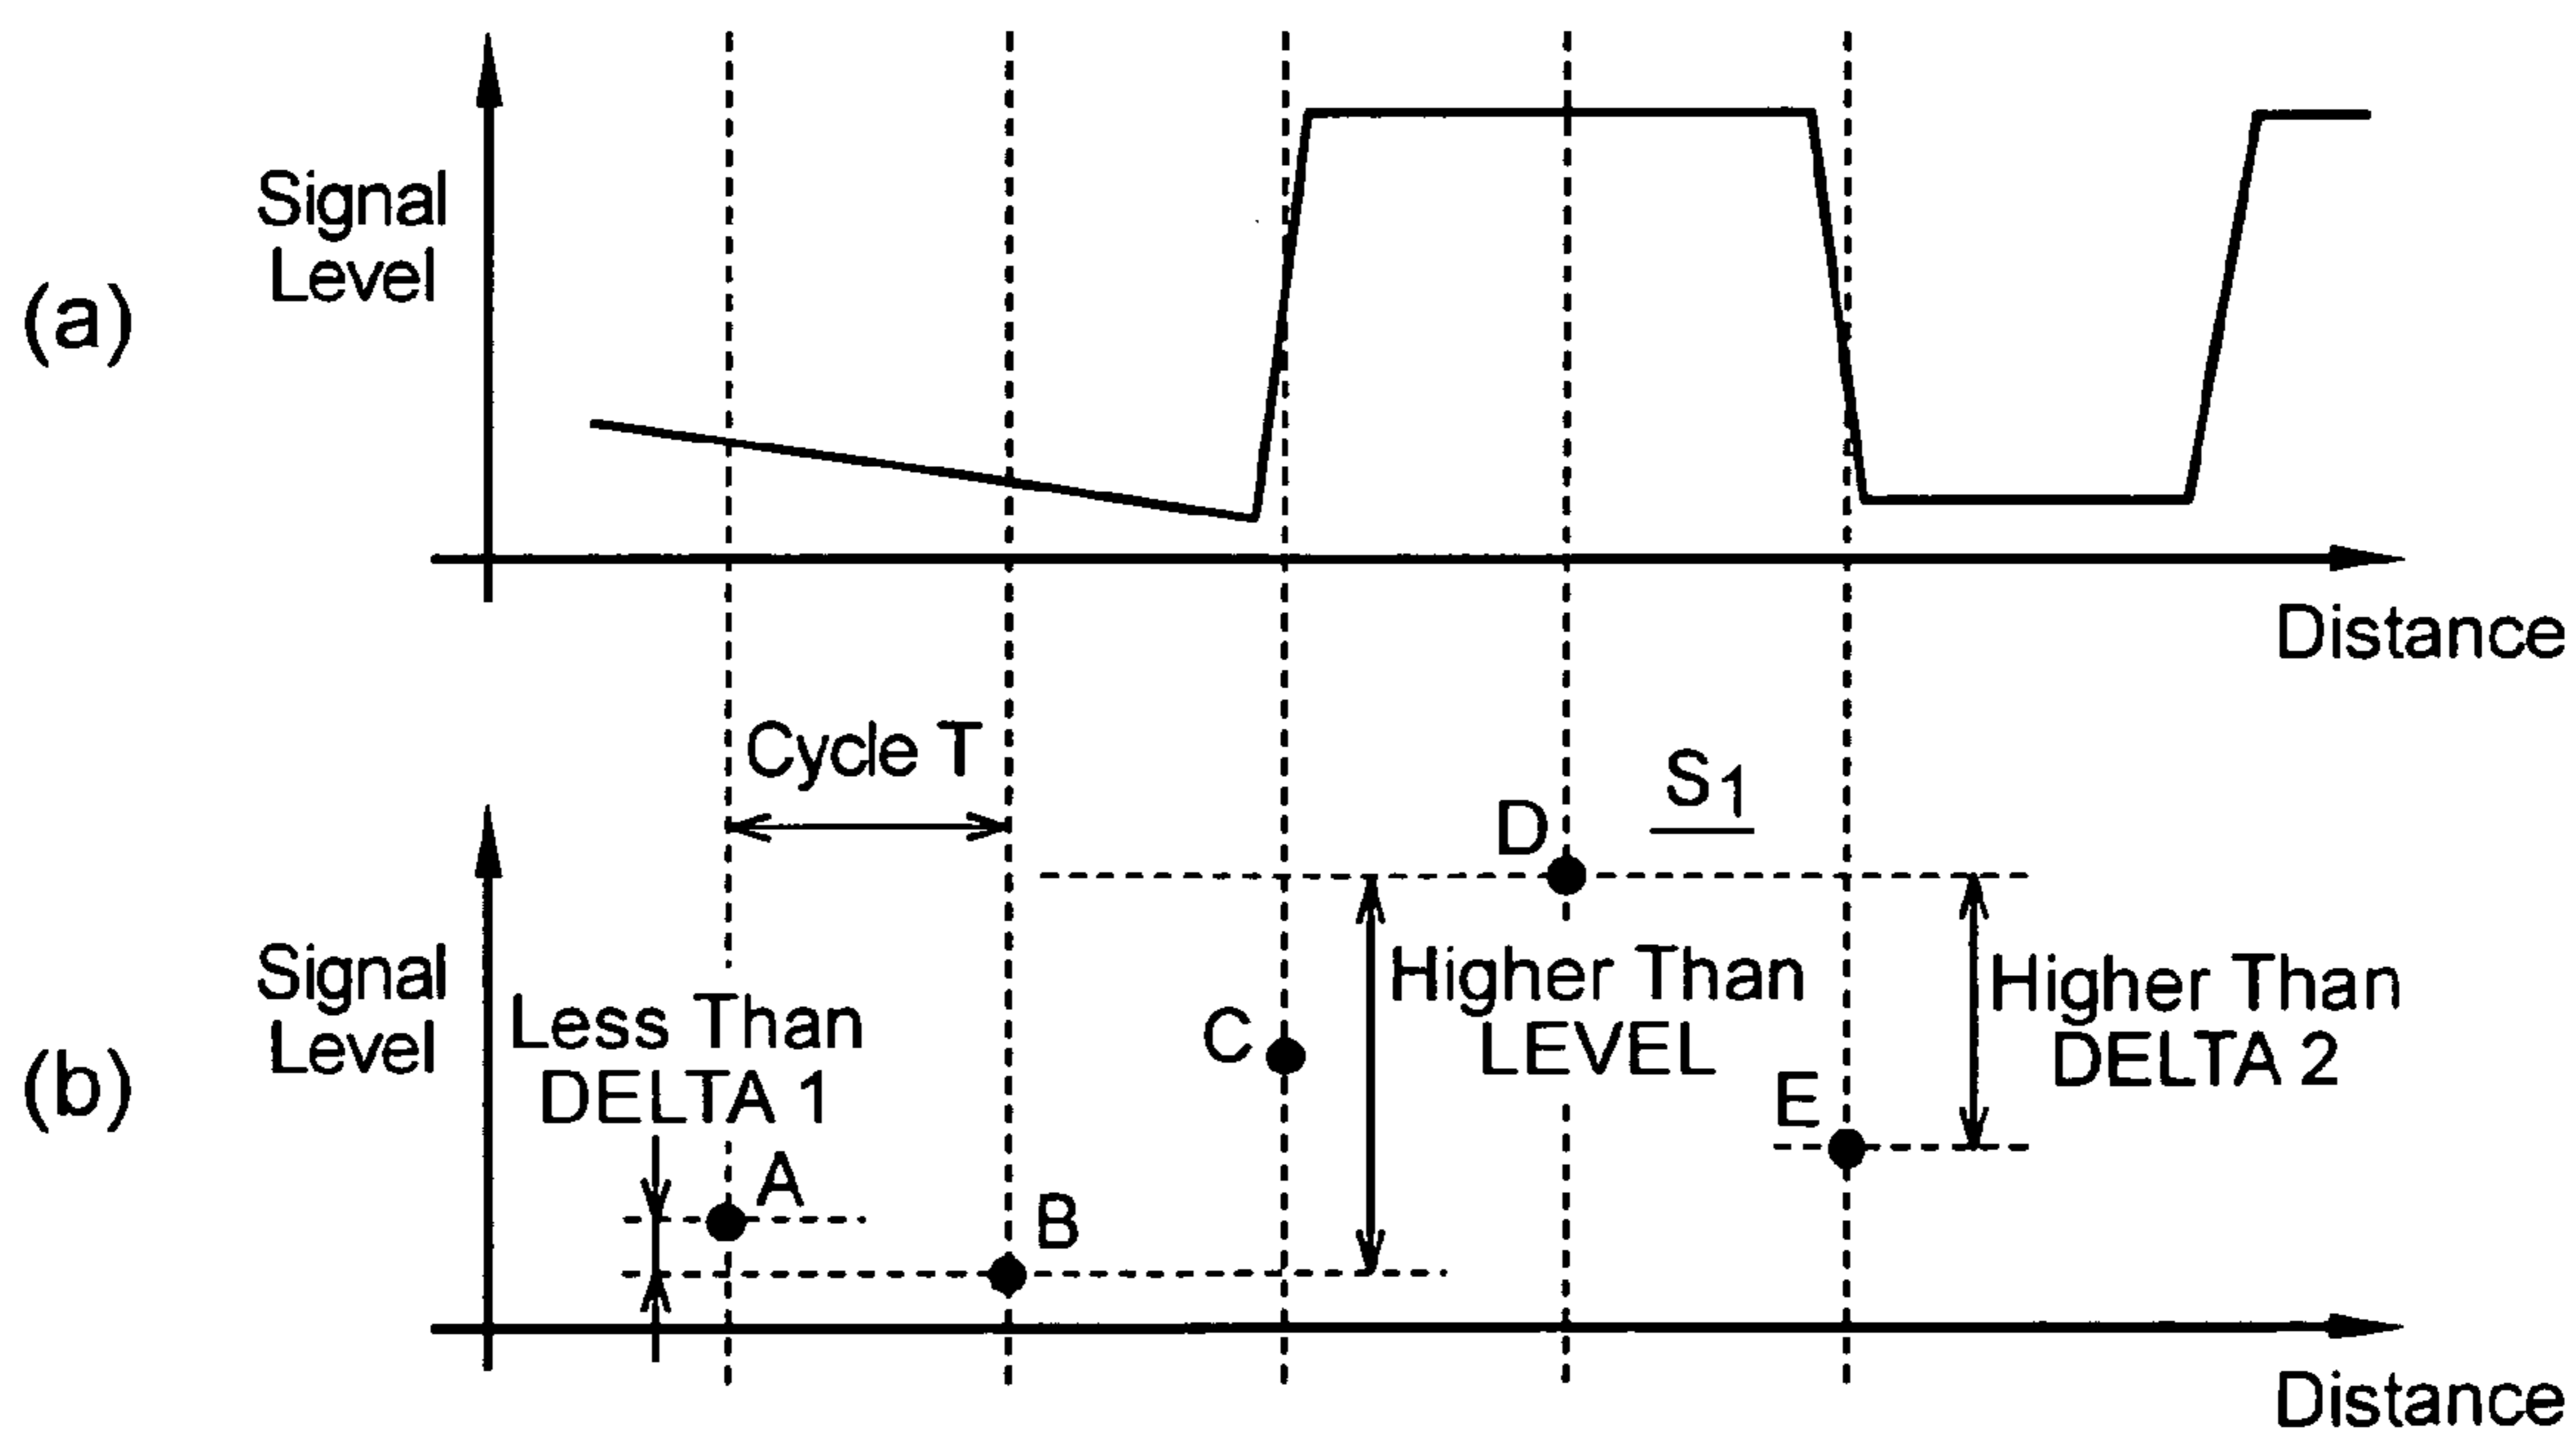 (a)
Signal
Level
Distance
Cycle T
S1
(b)
Signal
Level
Less Than
DELTA 1
A
B
C
D
Higher Than
LEVEL
E
Higher Than
DELTA 2
Distance